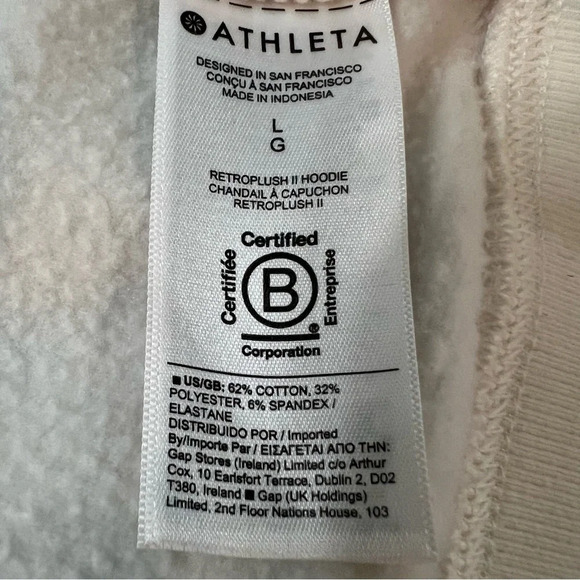 ATHLETA
DESIGNED IN SAN FRANCISCO
CONÇU À SAN FRANCISCO
MADE IN INDONESIA
L
G
RETROPLUSH II HOODIE
CHANDAIL À CAPUCHON
RETROPLUSH II
Certified
Certifiée
B
Entreprise
®
Corporation
■ US/GB: 62% COTTON, 32%
POLYESTER, 6% SPANDEX /
ELASTANE
DISTRIBUIDO POR / Imported
By/Importe Par / ΕΙΣΑΓΕΤΑΙ ΑΠΟ ΤΗΝ:
Gap Stores (Ireland) Limited c/o Arthur
Cox, 10 Earlsfort Terrace, Dublin 2, D02
T380, Ireland ■ Gap (UK Holdings)
Limited, 2nd Floor Nations House, 103